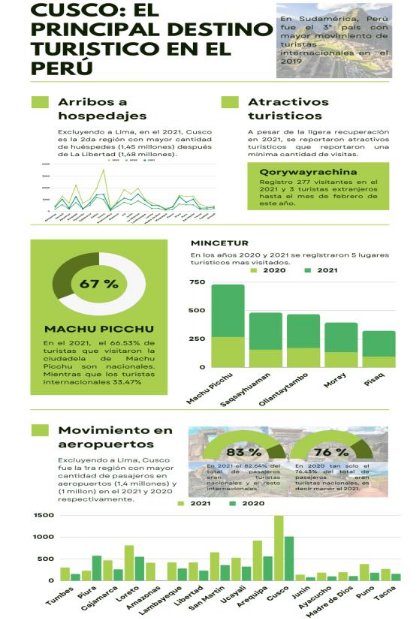 CUSCO: EL
PRINCIPAL DESTINO
TURISTICO EN EL
PERÚ
En Sudamérica, Perú
fue el 3° país con
mayor movimiento de
turistas
internacionales en el
2019
Arribos a
hospedajes
Excluyendo a Lima, en el 2021, Cusco
es la 2da región con mayor cantidad
de huéspedes (1,45 millones) después
de La Libertad (1,48 millones).
Atractivos
turisticos
A pesar de la ligera recuperación
en 2021, se reportaron atractivos
turísticos que reportaron una
mínima cantidad de visitas.
Qorywayrachina
Registro 277 visitantes en el
2021 y 3 turistas extranjeros
hasta el mes de febrero de
este año.
67 %
MACHU PICCHU
En el 2021, el 66.53% de
turistas que visitaron la
ciudadela de Machu
Picchu son nacionales.
Mientras que los turistas
internacionales 33.47%
MINCETUR
En los años 2020 y 2021 se registraron 5 lugares
turísticos mas visitados.
2020 2021
750
500
250
0
Machu Picchu
Saqsayhuaman
Ollantaytambo
Moray
Pisaq
Movimiento en
aeropuertos
Excluyendo a Lima, Cusco
fue la 1ra región con mayor
cantidad de pasajeros en
aeropuertos (1,4 millones) y
(1 millon) en el 2021 y 2020
respectivamente.
83 %
En 2021 el 82.64% del
total de pasajeros
eran turistas
nacionales y el resto
internacionales
76 %
En 2020 tan solo el
76.43% del total de
pasajeros eran
turistas nacionales, es
decir menor al 2021.
2021 2020
1500
1000
500
0
Tumbes
Piura
Cajamarca
Loreto
Amazonas
Lambayeque
Libertad
San Martin
Ucayali
Arequipa
Cusco
Junin
Ayacucho
Madre de Dios
Puno
Tacna